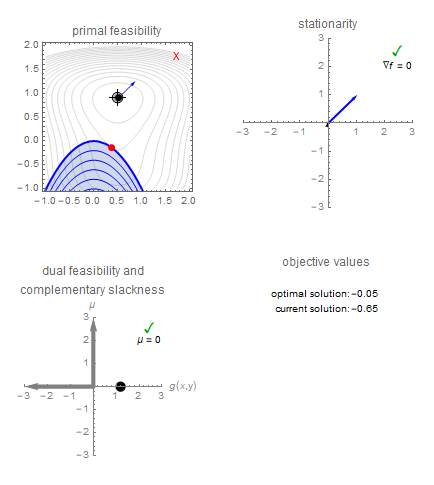 primal feasibility
2.0
1.5
1.0
0.5
0.0
−0.5
−1.0
−1.0 −0.5 0.0 0.5 1.0 1.5 2.0
X
stationarity
3
2
1
−1
−2
−3
−3 −2 −1 1 2 3
✓
∇f = 0
dual feasibility and
complementary slackness
μ
3
2
1
−1
−2
−3
−3 −2 −1 1 2 3
g(x,y)
✓
μ = 0
objective values
optimal solution: −0.05
current solution: −0.65